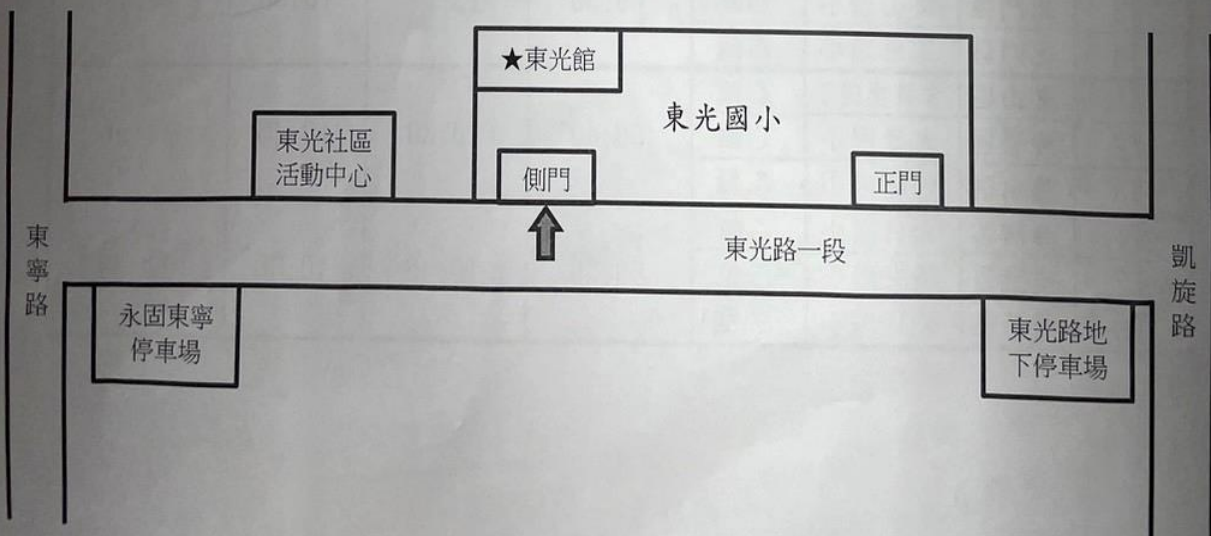 ★東光館
東光國小
東光社區
活動中心
側門
正門
東光路一段
東寧路
凱旋路
永固東寧
停車場
東光路地
下停車場